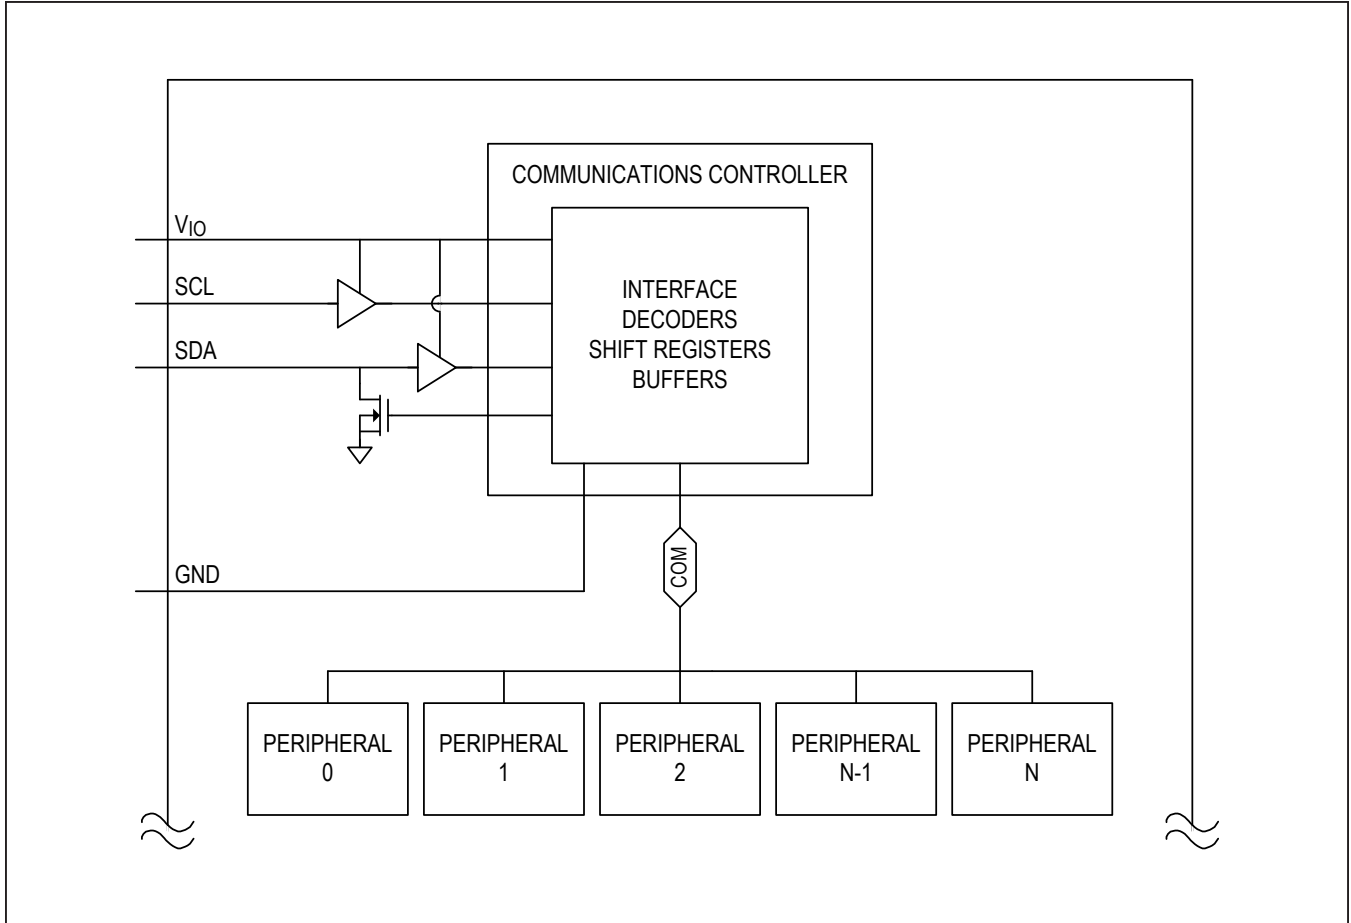 COMMUNICATIONS CONTROLLER
VIO
SCL
SDA
INTERFACE
DECODERS
SHIFT REGISTERS
BUFFERS
GND
COM
PERIPHERAL
0
PERIPHERAL
1
PERIPHERAL
2
PERIPHERAL
N-1
PERIPHERAL
N